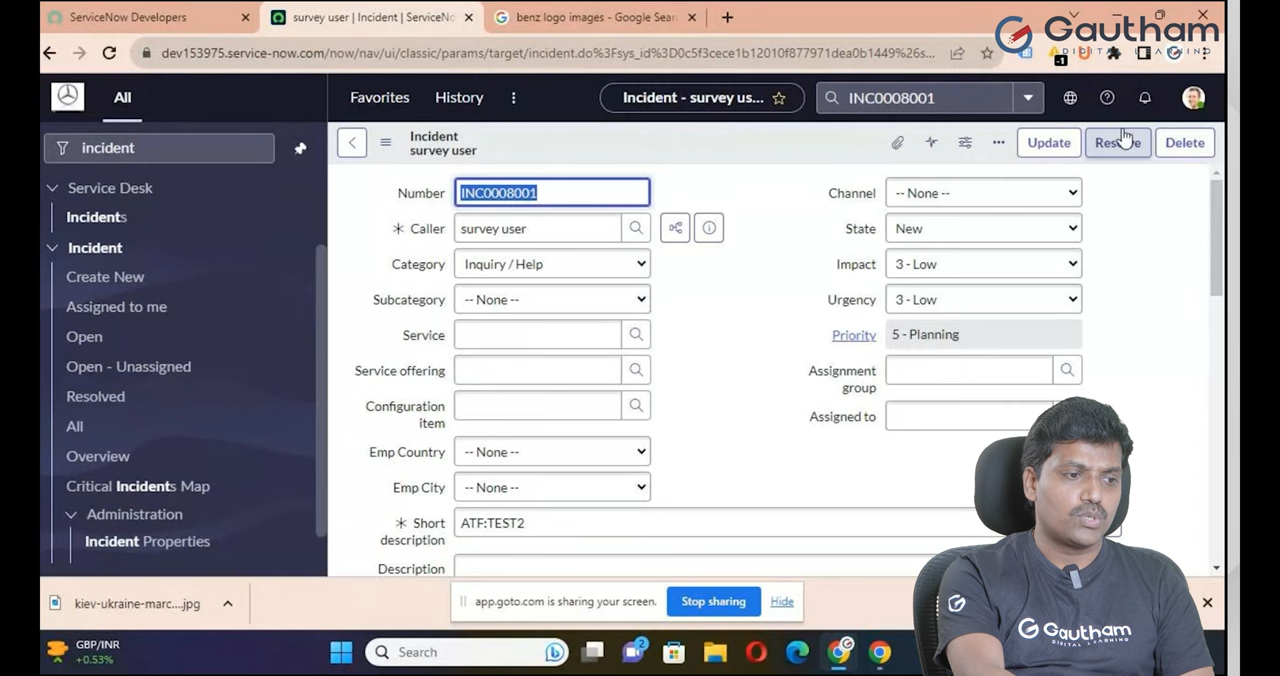 ServiceNow Developers
survey user | Incident | ServiceNo
benz logo images - Google Sear
Gautham
DIGITAL LEARNING
dev153975.service-now.com/now/nav/ui/classic/params/target/incident.do%3Fsys_id%3D0c5f3cece1b12010f877971dea0b1449%26s...
-1
All
Favorites
History
Incident - survey us...
INC0008001
incident
Incident
survey user
Update
Delete
Service Desk
Incidents
Incident
Create New
Assigned to me
Open
Open - Unassigned
Resolved
All
Overview
Critical Incidents Map
Administration
Incident Properties
Number
INC0008001
Channel
-- None --
Caller
survey user
State
New
Category
Inquiry / Help
Impact
3 - Low
Subcategory
-- None --
Urgency
3 - Low
Service
Priority
5 - Planning
Service offering
Assignment
group
Configuration
item
Assigned to
Emp Country
-- None --
Emp City
-- None --
Short
description
ATF:TEST2
Description
kiev-ukraine-marc....jpg
app.goto.com is sharing your screen.
Stop sharing
Hide
Gautham
DIGITAL LEARNING
GBP/INR
+0.53%
Search
2